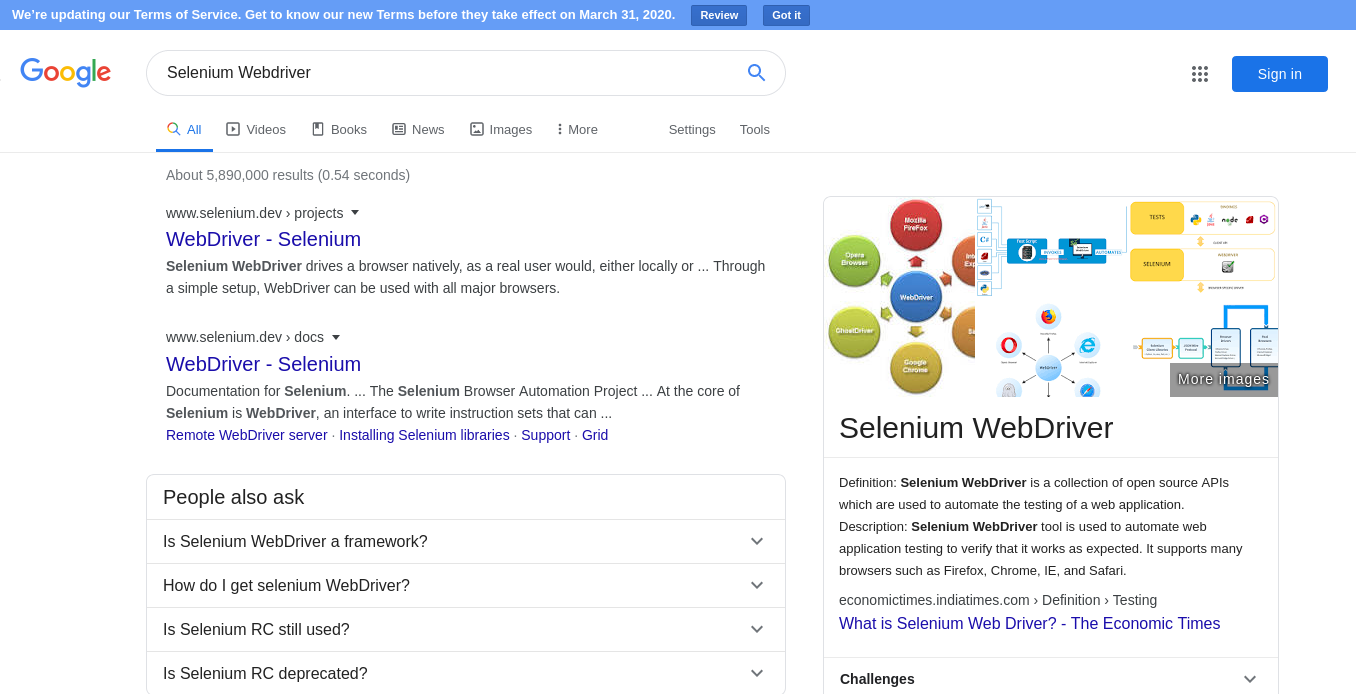 We're updating our Terms of Service. Get to know our new Terms before they take effect on March 31, 2020. Review Got it
Google
Selenium Webdriver
Sign in
All Videos Books News Images More Settings Tools
About 5,890,000 results (0.54 seconds)
www.selenium.dev › projects
WebDriver - Selenium
Selenium WebDriver drives a browser natively, as a real user would, either locally or ... Through
a simple setup, WebDriver can be used with all major browsers.
www.selenium.dev › docs
WebDriver - Selenium
Documentation for Selenium. ... The Selenium Browser Automation Project ... At the core of
Selenium is WebDriver, an interface to write instruction sets that can ...
Remote WebDriver server · Installing Selenium libraries · Support · Grid
People also ask
Is Selenium WebDriver a framework?
How do I get selenium WebDriver?
Is Selenium RC still used?
Is Selenium RC deprecated?
Mozilla
FireFox
Opera
Browser
WebDriver
GhostDriver
Google
Chrome
INVOKES
AUTOMATES
TESTS
SELENIUM
More images
Selenium WebDriver
Definition: Selenium WebDriver is a collection of open source APIs
which are used to automate the testing of a web application.
Description: Selenium WebDriver tool is used to automate web
application testing to verify that it works as expected. It supports many
browsers such as Firefox, Chrome, IE, and Safari.
economictimes.indiatimes.com › Definition › Testing
What is Selenium Web Driver? - The Economic Times
Challenges